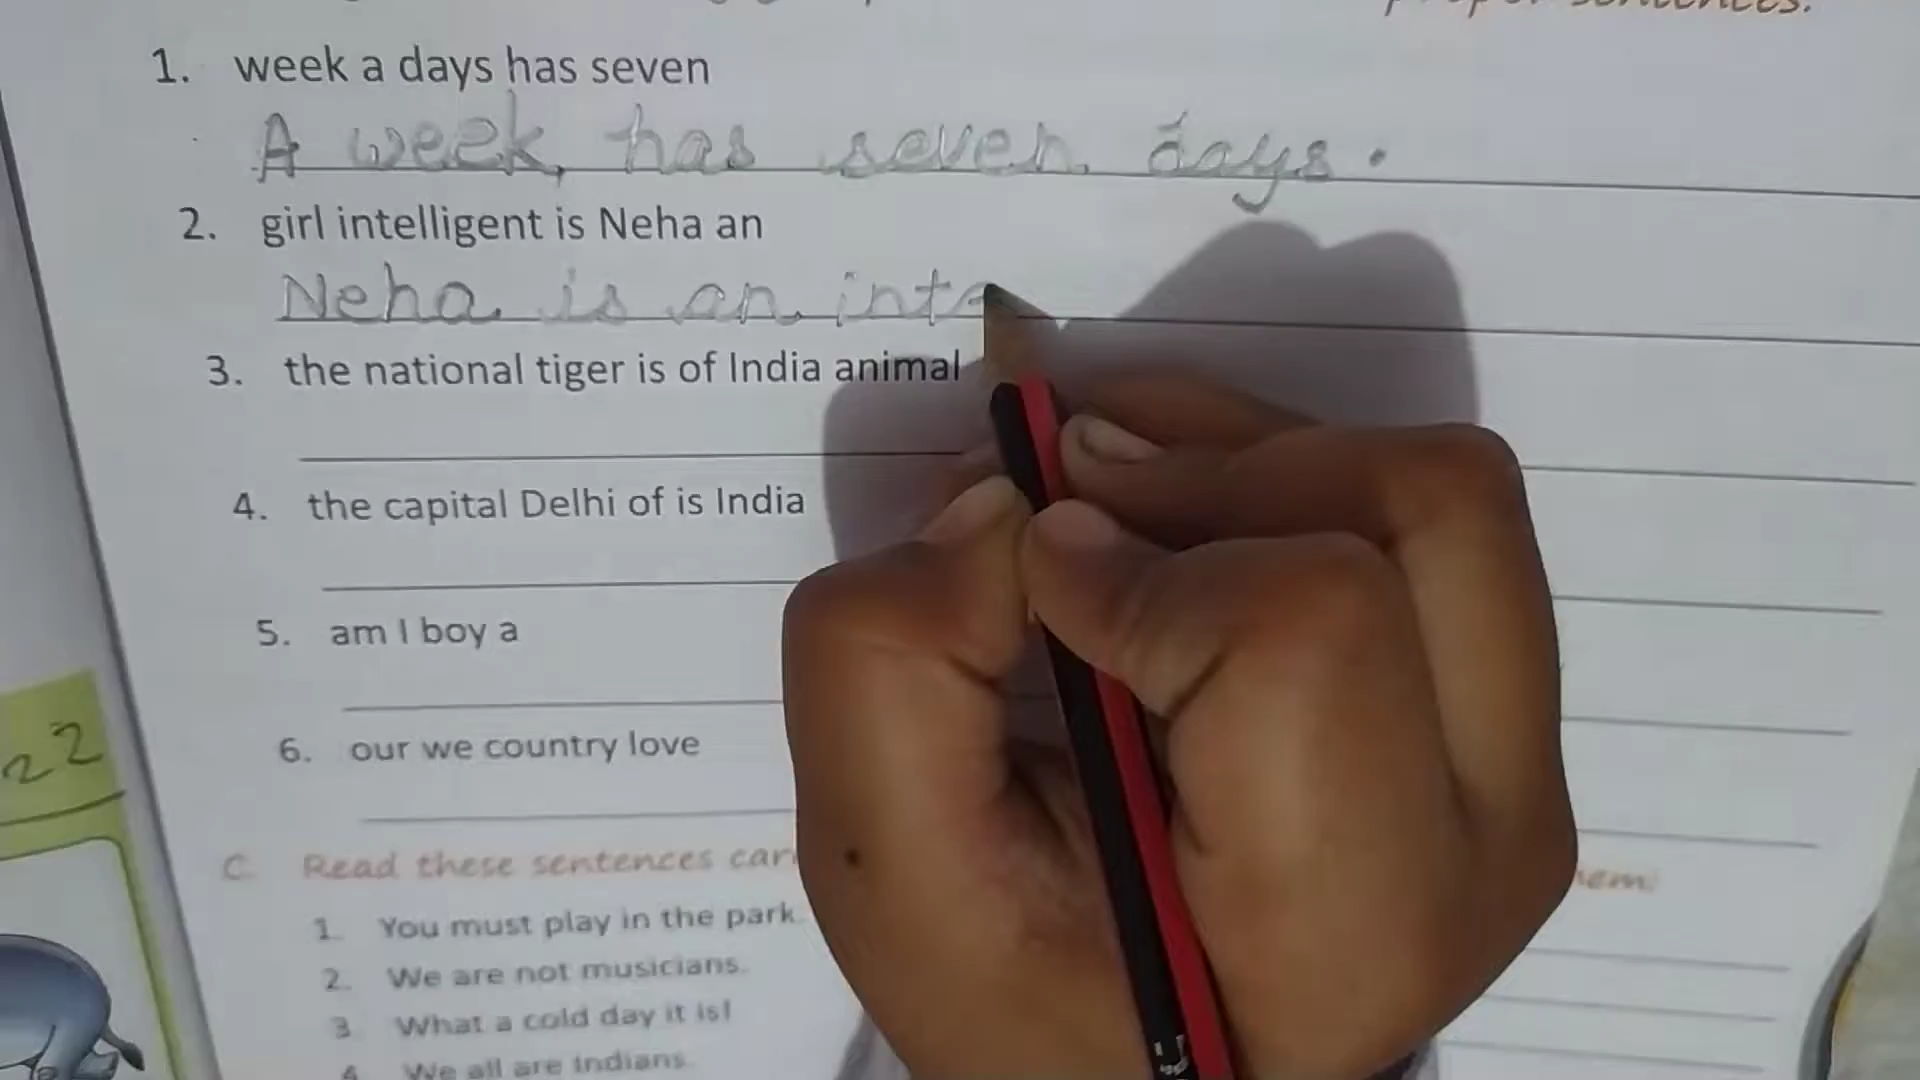 proper sentences.
1. week a days has seven
A week has seven days.
2. girl intelligent is Neha an
Neha is an inte
3. the national tiger is of India animal
4. the capital Delhi of is India
5. am I boy a
6. our we country love
22
C. Read these sentences
1. You must play in the park.
2. We are not musicians.
3. What a cold day it is!
4. We all are Indians.